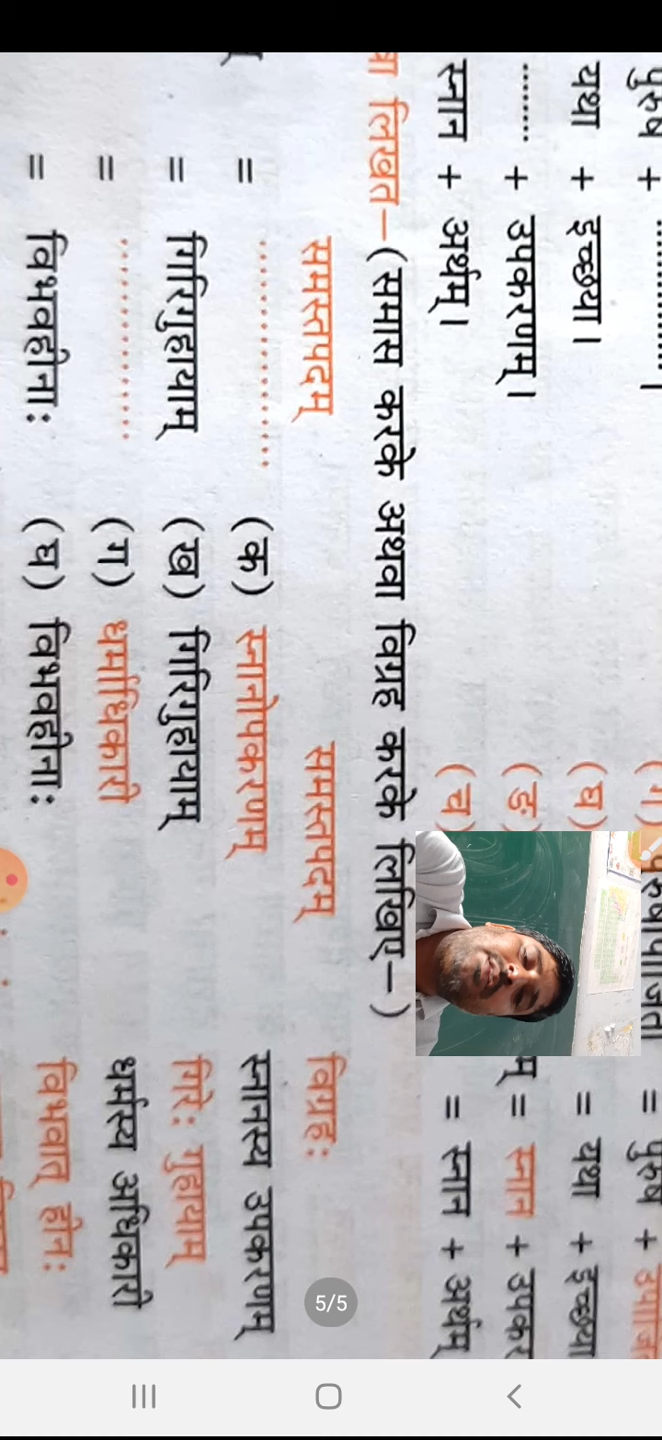 पुरुष + ............... । (ग) = पुरुष +
यथा + इच्छया । (घ) = यथा + इच्छया
........ + उपकरणम् । (ङ) म् = स्नान + उपकर
स्नान + अर्थम् । (च) = स्नान + अर्थम्
लिखत– (समास करके अथवा विग्रह करके लिखिए–)
समस्तपदम् समस्तपदम् विग्रहः
= ............... (क) स्नानोपकरणम् स्नानस्य उपकरणम्
= गिरिगुहायाम् (ख) गिरिगुहायाम् गिरेः गुहायाम्
= ............... (ग) धर्माधिकारी धर्मस्य अधिकारी
= विभवहीनाः (घ) विभवहीनाः विभवात् हीनः
5/5